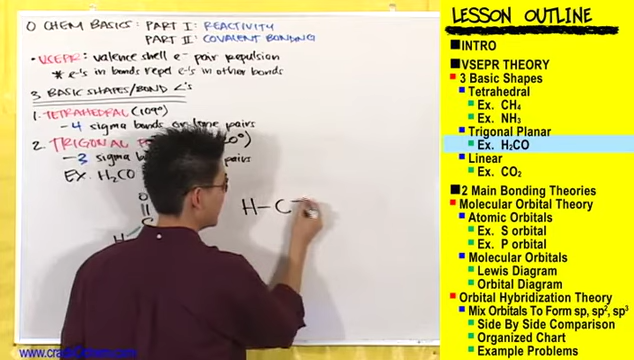 O CHEM BASICS: PART I: REACTIVITY
PART II: COVALENT BONDING
• VSEPR: valence shell e⁻ pair repulsion
* e⁻'s in bonds repel e⁻'s in other bonds
3 BASIC SHAPES/BOND ∠'s
1. TETRAHEDRAL (109°)
-4 sigma bonds or lone pairs
2. TRIGONAL
-3 sigma pairs
EX. H₂CO
O
C
H
H-C
LESSON OUTLINE
INTRO
VSEPR THEORY
3 Basic Shapes
Tetrahedral
Ex. CH₄
Ex. NH₃
Trigonal Planar
Ex. H₂CO
Linear
Ex. CO₂
2 Main Bonding Theories
Molecular Orbital Theory
Atomic Orbitals
Ex. S orbital
Ex. P orbital
Molecular Orbitals
Lewis Diagram
Orbital Diagram
Orbital Hybridization Theory
Mix Orbitals To Form sp, sp², sp³
Side By Side Comparison
Organized Chart
Example Problems